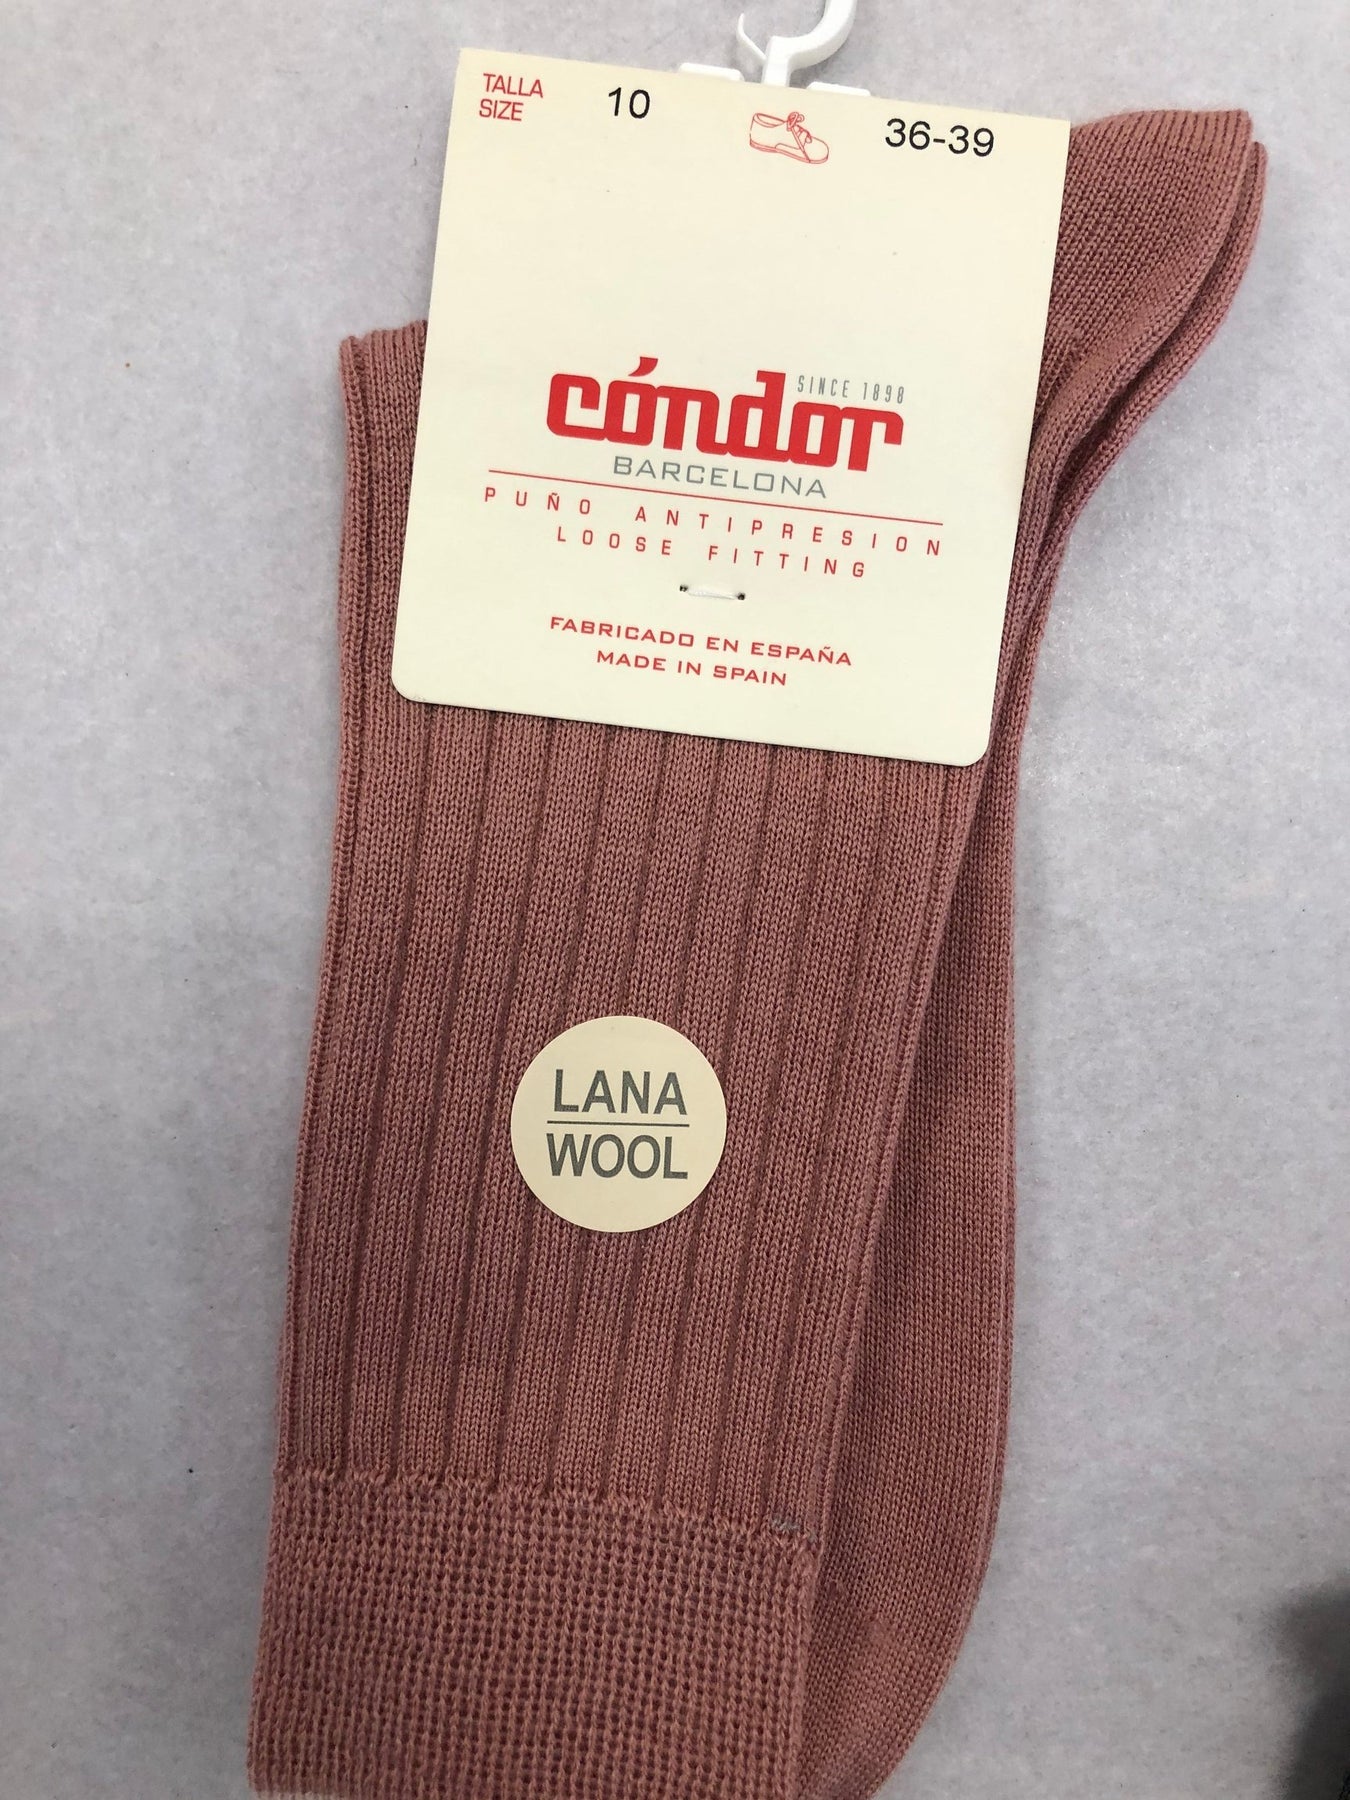 TALLA
SIZE
10
36-39
SINCE 1898
cóndor
BARCELONA
PUÑO ANTIPRESION
LOOSE FITTING
FABRICADO EN ESPAÑA
MADE IN SPAIN
LANA
WOOL